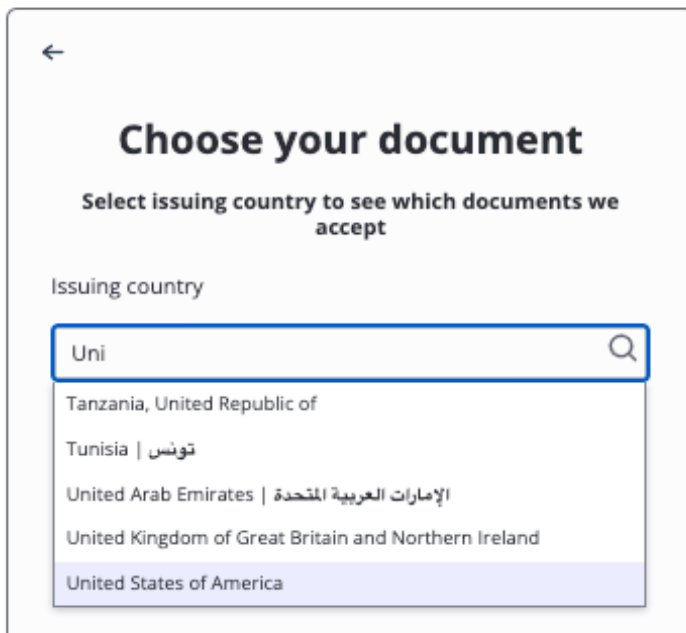 Choose your document
Select issuing country to see which documents we
accept
Issuing country
Uni
Tanzania, United Republic of
Tunisia | تونس
United Arab Emirates | الإمارات العربية المتحدة
United Kingdom of Great Britain and Northern Ireland
United States of America